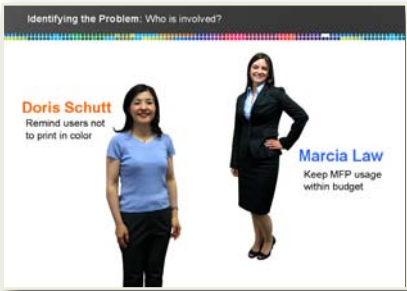 Identifying the Problem: Who is involved?
Doris Schutt
Remind users not
to print in color
Marcia Law
Keep MFP usage
within budget